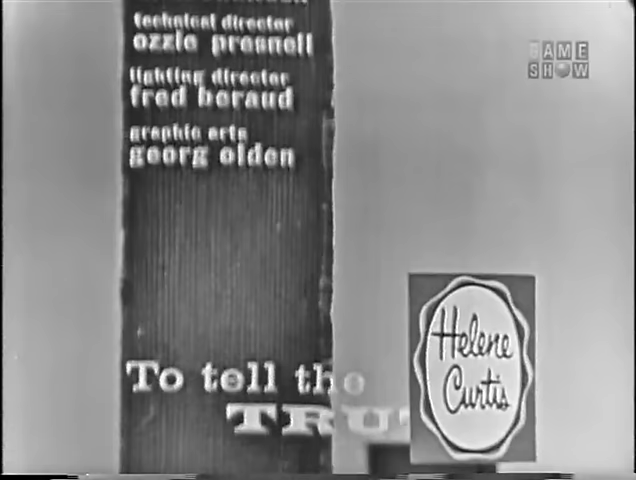 technical director
ozzie presnell
lighting director
fred beraud
graphic arts
georg olden
GAME
SHOW
To tell the
TRU
Helene
Curtis